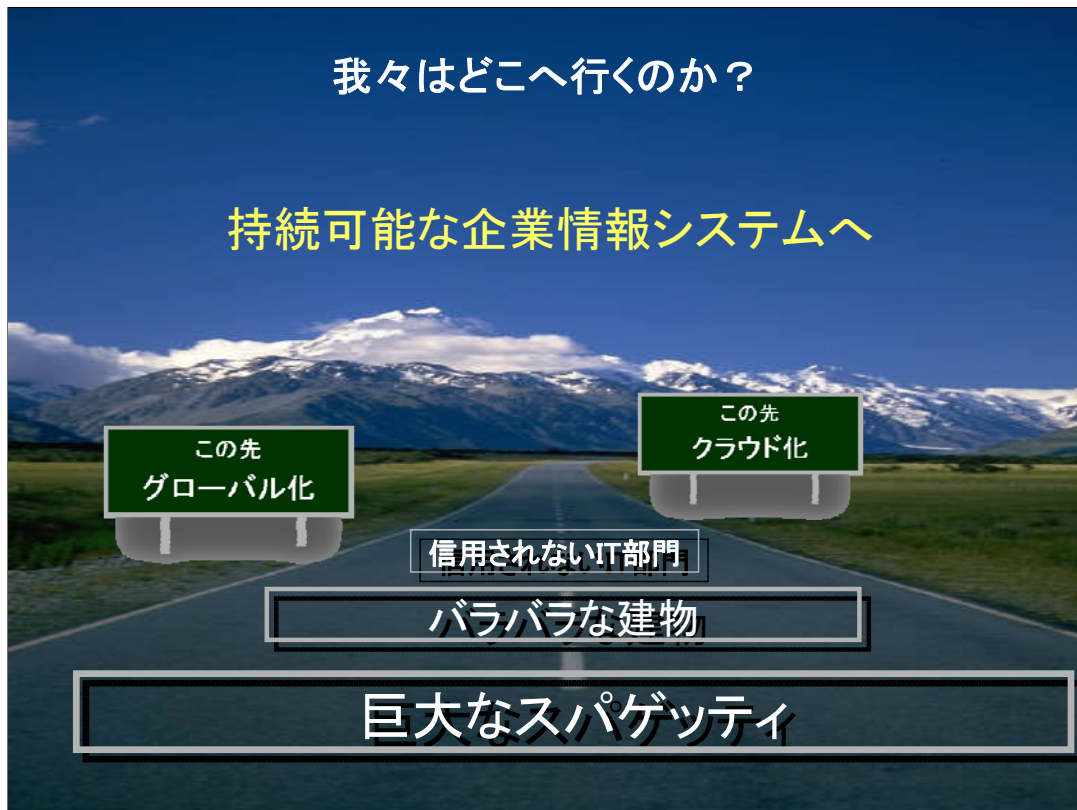 我々はどこへ行くのか？
持続可能な企業情報システムへ
この先
クラウド化
この先
グローバル化
信用されないIT部門
バラバラな建物
巨大なスパゲッティ